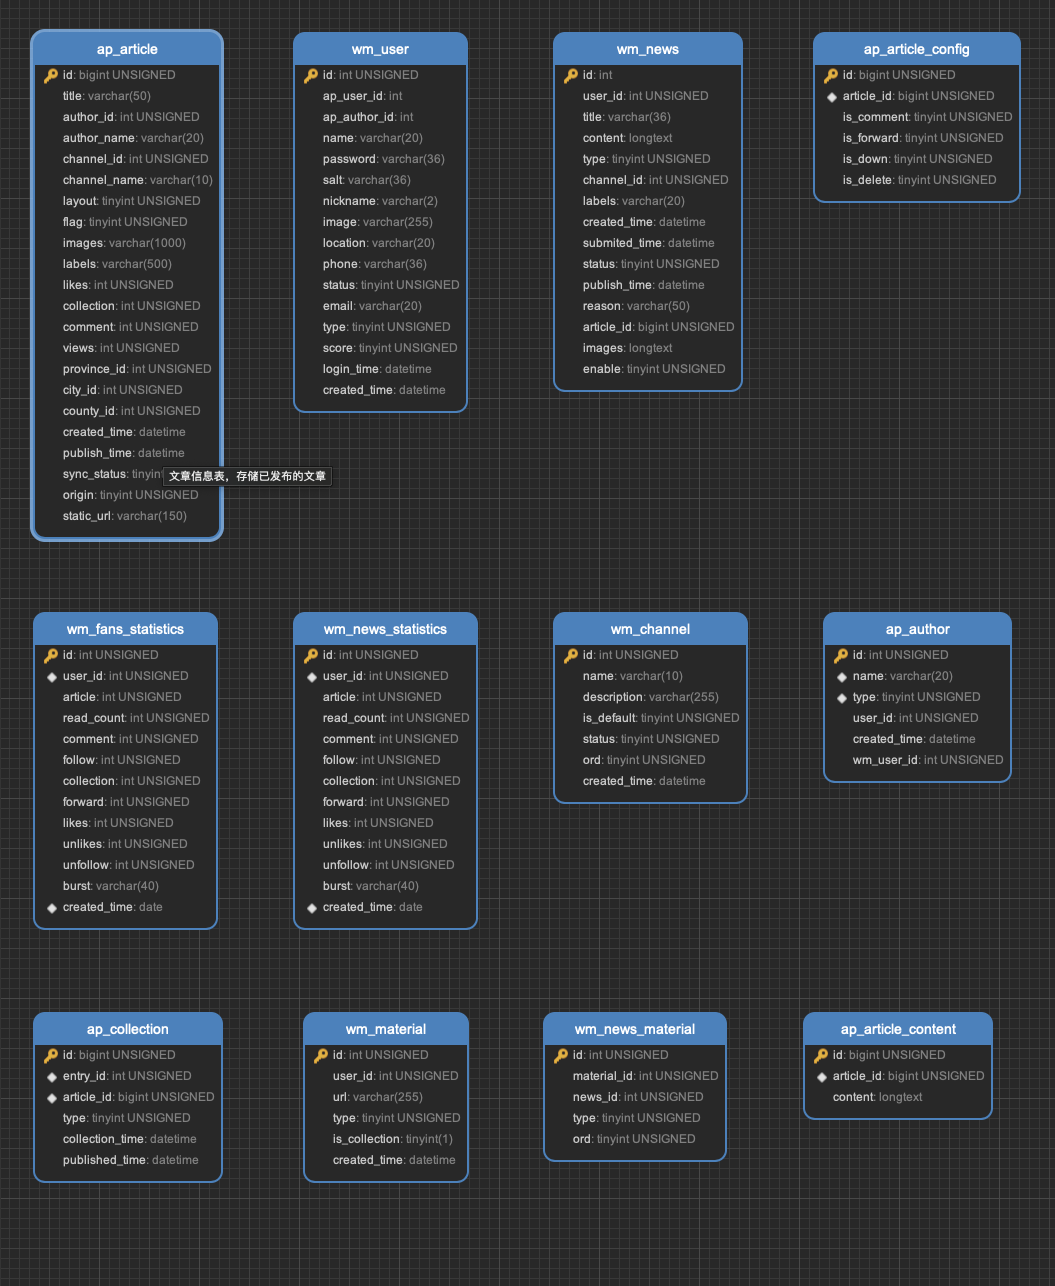 ap_article
id: bigint UNSIGNED
title: varchar(50)
author_id: int UNSIGNED
author_name: varchar(20)
channel_id: int UNSIGNED
channel_name: varchar(10)
layout: tinyint UNSIGNED
flag: tinyint UNSIGNED
images: varchar(1000)
labels: varchar(500)
likes: int UNSIGNED
collection: int UNSIGNED
comment: int UNSIGNED
views: int UNSIGNED
province_id: int UNSIGNED
city_id: int UNSIGNED
county_id: int UNSIGNED
created_time: datetime
publish_time: datetime
sync_status: tinyint
文章信息表，存储已发布的文章
origin: tinyint UNSIGNED
static_url: varchar(150)
wm_user
id: int UNSIGNED
ap_user_id: int
ap_author_id: int
name: varchar(20)
password: varchar(36)
salt: varchar(36)
nickname: varchar(2)
image: varchar(255)
location: varchar(20)
phone: varchar(36)
status: tinyint UNSIGNED
email: varchar(20)
type: tinyint UNSIGNED
score: tinyint UNSIGNED
login_time: datetime
created_time: datetime
wm_news
id: int
user_id: int UNSIGNED
title: varchar(36)
content: longtext
type: tinyint UNSIGNED
channel_id: int UNSIGNED
labels: varchar(20)
created_time: datetime
submited_time: datetime
status: tinyint UNSIGNED
publish_time: datetime
reason: varchar(50)
article_id: bigint UNSIGNED
images: longtext
enable: tinyint UNSIGNED
ap_article_config
id: bigint UNSIGNED
article_id: bigint UNSIGNED
is_comment: tinyint UNSIGNED
is_forward: tinyint UNSIGNED
is_down: tinyint UNSIGNED
is_delete: tinyint UNSIGNED
wm_fans_statistics
id: int UNSIGNED
user_id: int UNSIGNED
article: int UNSIGNED
read_count: int UNSIGNED
comment: int UNSIGNED
follow: int UNSIGNED
collection: int UNSIGNED
forward: int UNSIGNED
likes: int UNSIGNED
unlikes: int UNSIGNED
unfollow: int UNSIGNED
burst: varchar(40)
created_time: date
wm_news_statistics
id: int UNSIGNED
user_id: int UNSIGNED
article: int UNSIGNED
read_count: int UNSIGNED
comment: int UNSIGNED
follow: int UNSIGNED
collection: int UNSIGNED
forward: int UNSIGNED
likes: int UNSIGNED
unlikes: int UNSIGNED
unfollow: int UNSIGNED
burst: varchar(40)
created_time: date
wm_channel
id: int UNSIGNED
name: varchar(10)
description: varchar(255)
is_default: tinyint UNSIGNED
status: tinyint UNSIGNED
ord: tinyint UNSIGNED
created_time: datetime
ap_author
id: int UNSIGNED
name: varchar(20)
type: tinyint UNSIGNED
user_id: int UNSIGNED
created_time: datetime
wm_user_id: int UNSIGNED
ap_collection
id: bigint UNSIGNED
entry_id: int UNSIGNED
article_id: bigint UNSIGNED
type: tinyint UNSIGNED
collection_time: datetime
published_time: datetime
wm_material
id: int UNSIGNED
user_id: int UNSIGNED
url: varchar(255)
type: tinyint UNSIGNED
is_collection: tinyint(1)
created_time: datetime
wm_news_material
id: int UNSIGNED
material_id: int UNSIGNED
news_id: int UNSIGNED
type: tinyint UNSIGNED
ord: tinyint UNSIGNED
ap_article_content
id: bigint UNSIGNED
article_id: bigint UNSIGNED
content: longtext